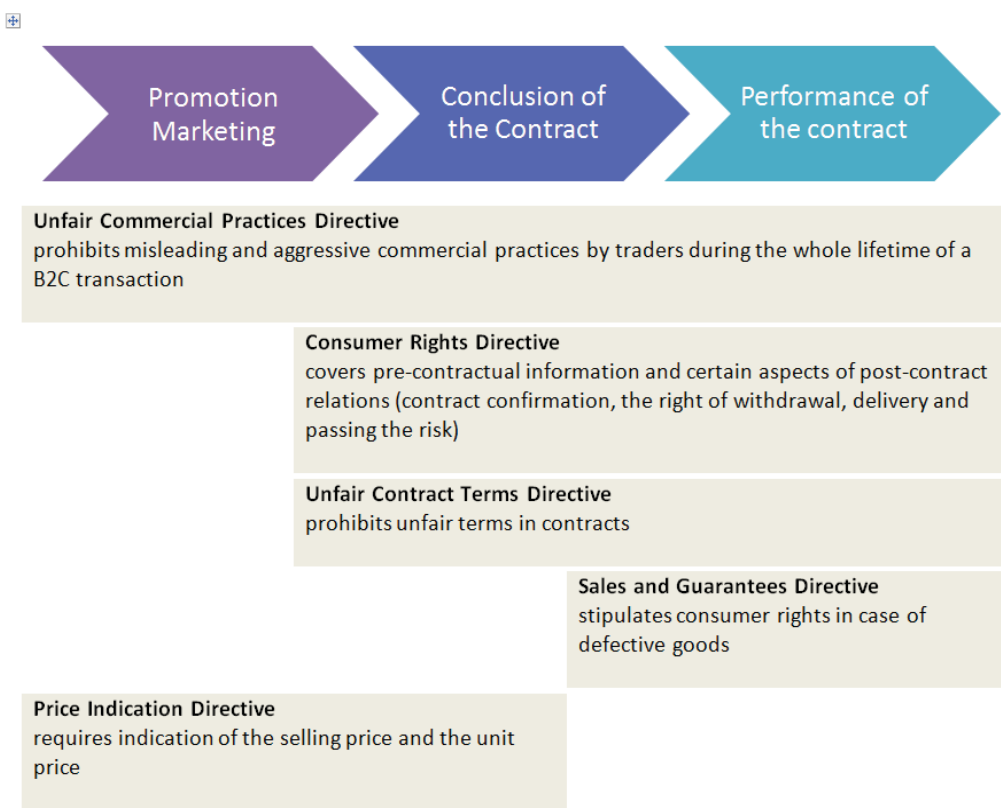 Promotion
Marketing
Conclusion of
the Contract
Performance of
the contract
Unfair Commercial Practices Directive
prohibits misleading and aggressive commercial practices by traders during the whole lifetime of a
B2C transaction
Consumer Rights Directive
covers pre-contractual information and certain aspects of post-contract
relations (contract confirmation, the right of withdrawal, delivery and
passing the risk)
Unfair Contract Terms Directive
prohibits unfair terms in contracts
Sales and Guarantees Directive
stipulates consumer rights in case of
defective goods
Price Indication Directive
requires indication of the selling price and the unit
price